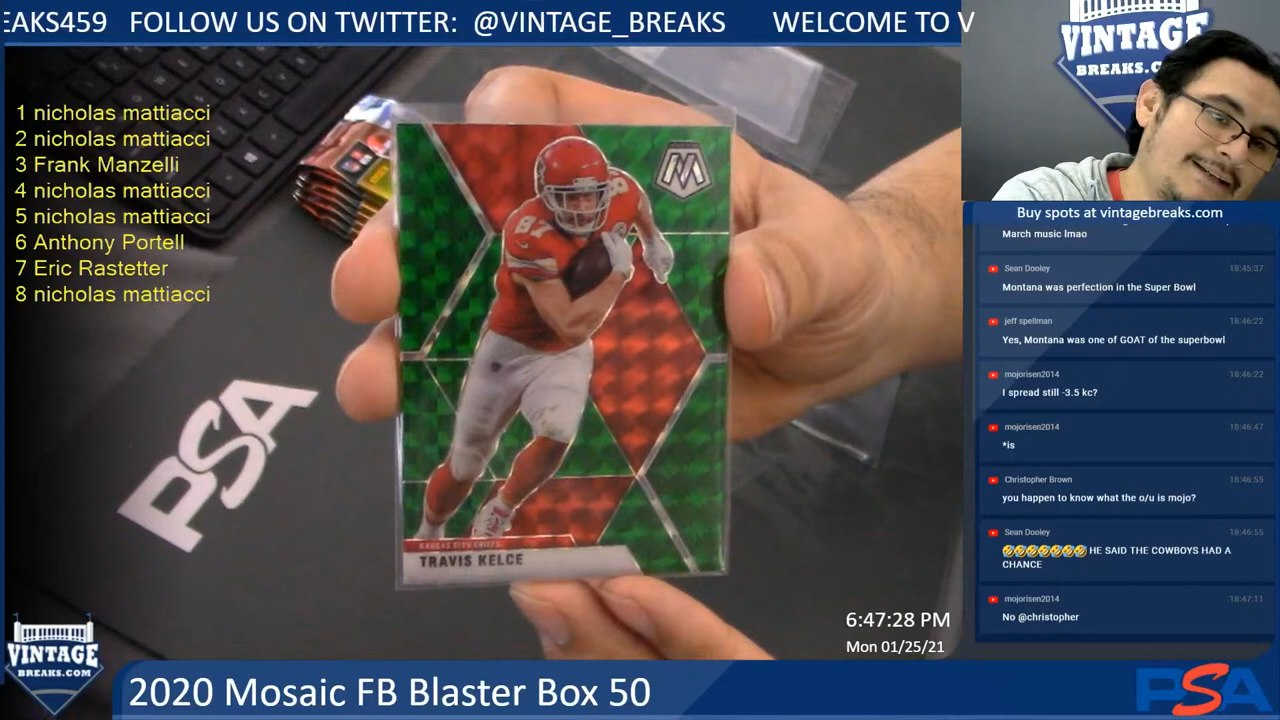 EAKS459 FOLLOW US ON TWITTER: @VINTAGE_BREAKS WELCOME TO V
1 nicholas mattiacci
2 nicholas mattiacci
3 Frank Manzelli
4 nicholas mattiacci
5 nicholas mattiacci
6 Anthony Portell
7 Eric Rastetter
8 nicholas mattiacci
PSA
87
M
KANSAS CITY CHIEFS
TRAVIS KELCE
VINTAGE
BREAKS.COM
Buy spots at vintagebreaks.com
March music lmao
Sean Dooley 18:45:37
Montana was perfection in the Super Bowl
jeff spellman 18:46:22
Yes, Montana was one of GOAT of the superbowl
mojorisen2014 18:46:22
I spread still -3.5 kc?
mojorisen2014 18:46:47
*is
Christopher Brown 18:46:55
you happen to know what the o/u is mojo?
Sean Dooley 18:46:55
🤣🤣🤣🤣🤣🤣🤣 HE SAID THE COWBOYS HAD A
CHANCE
mojorisen2014 18:47:11
No @christopher
6:47:28 PM
Mon 01/25/21
VINTAGE
BREAKS.COM
2020 Mosaic FB Blaster Box 50
PSA